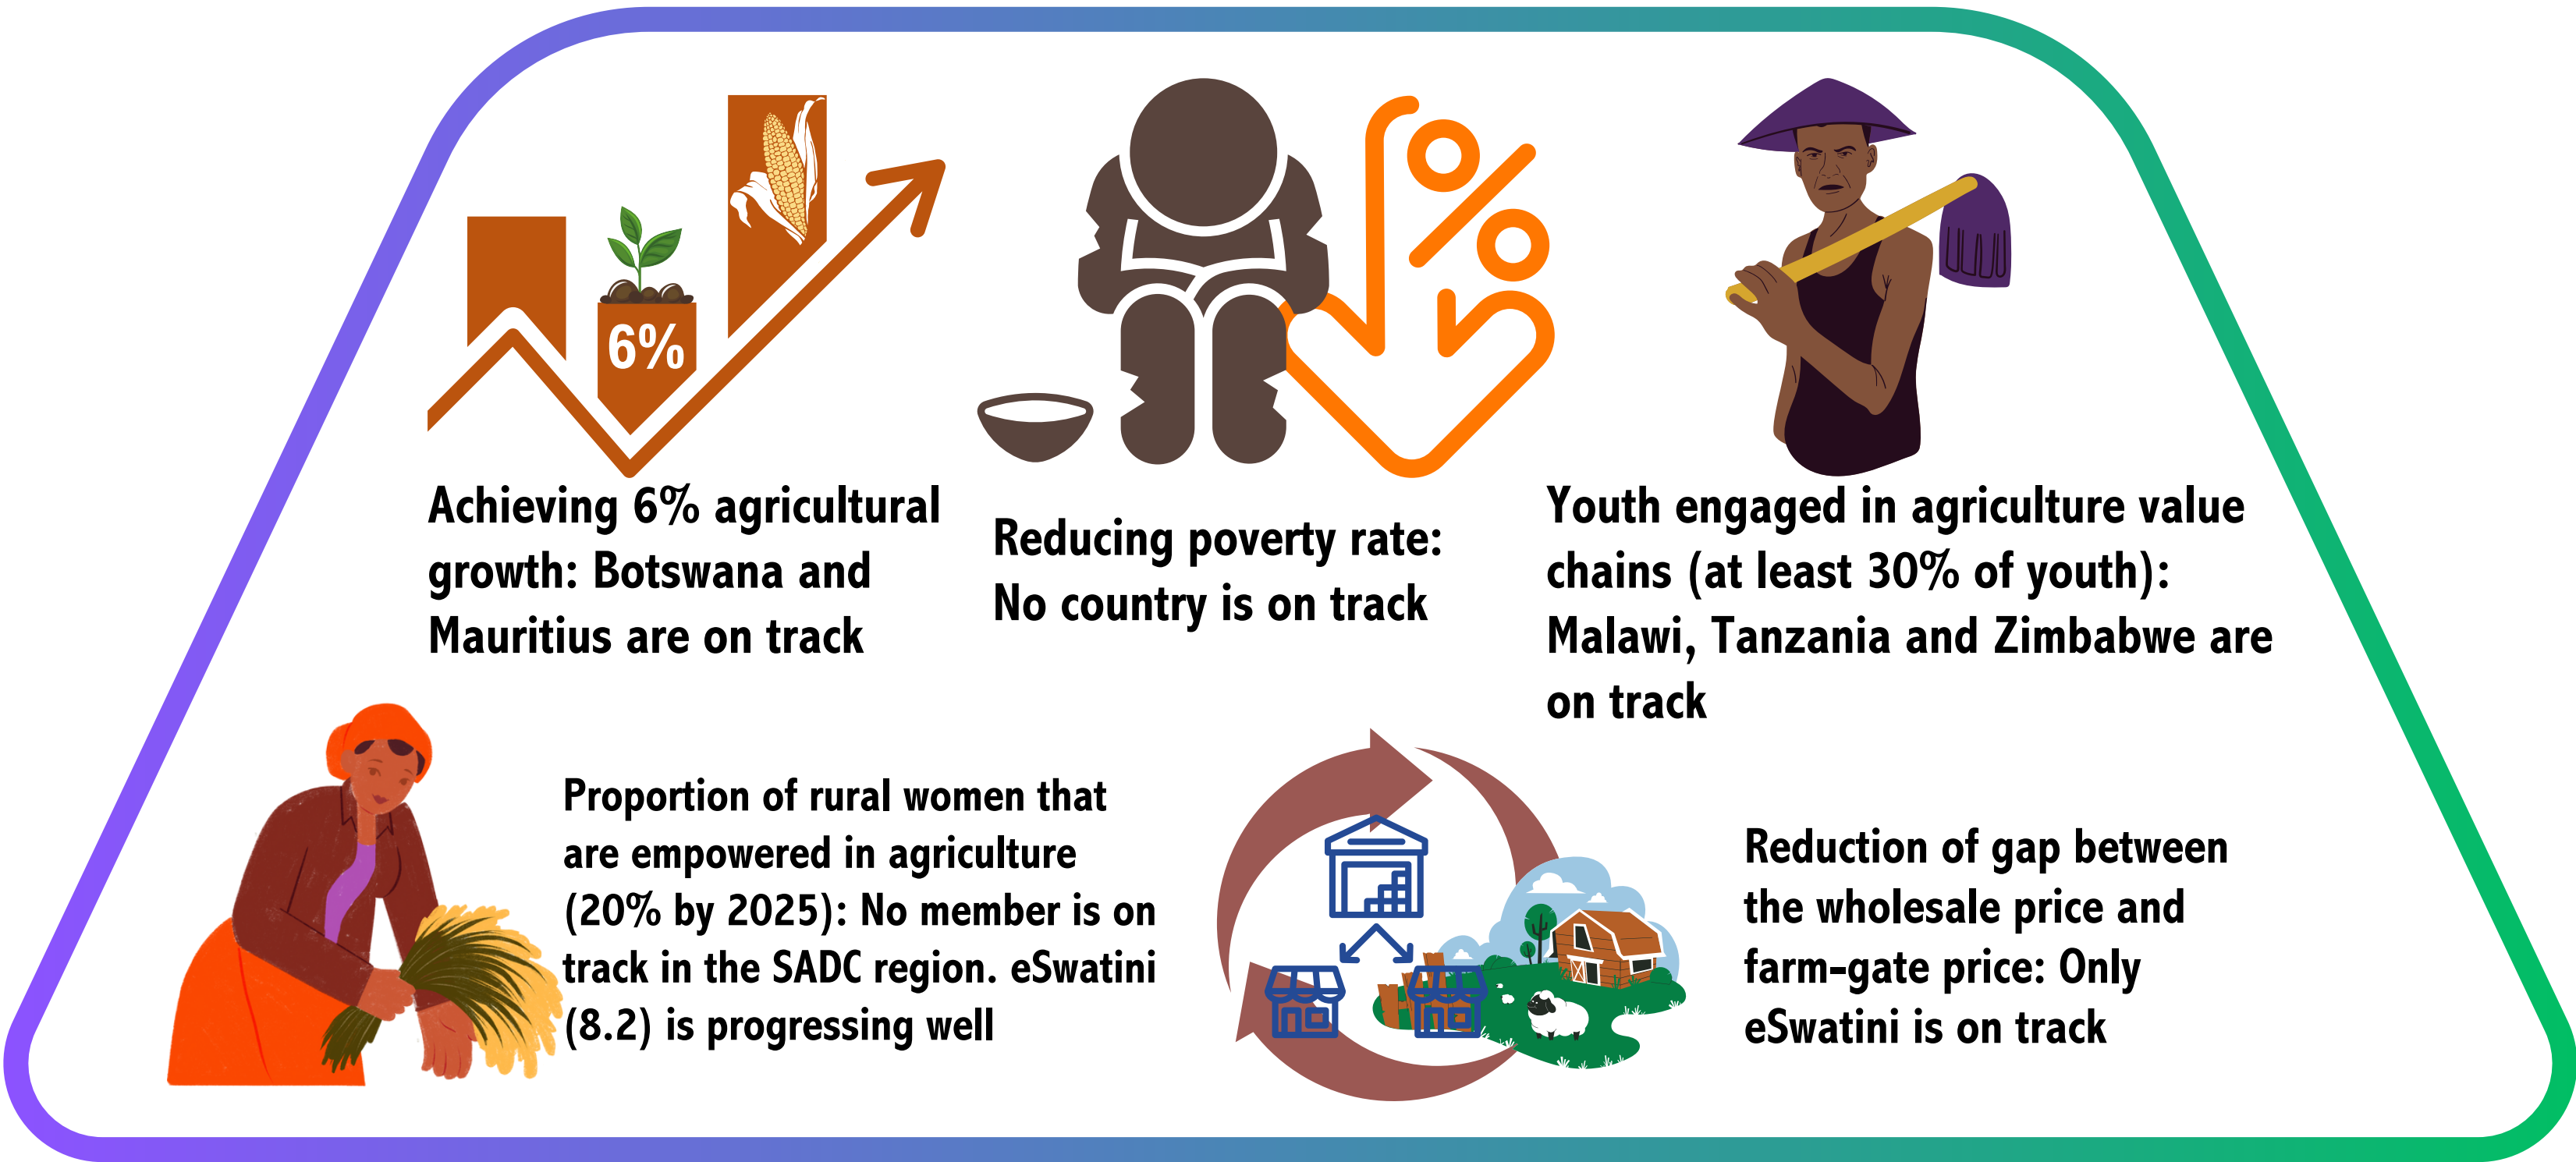 6%
Achieving 6% agricultural
growth: Botswana and
Mauritius are on track
%
Reducing poverty rate:
No country is on track
Youth engaged in agriculture value
chains (at least 30% of youth):
Malawi, Tanzania and Zimbabwe are
on track
Proportion of rural women that
are empowered in agriculture
(20% by 2025): No member is on
track in the SADC region. eSwatini
(8.2) is progressing well
Reduction of gap between
the wholesale price and
farm-gate price: Only
eSwatini is on track